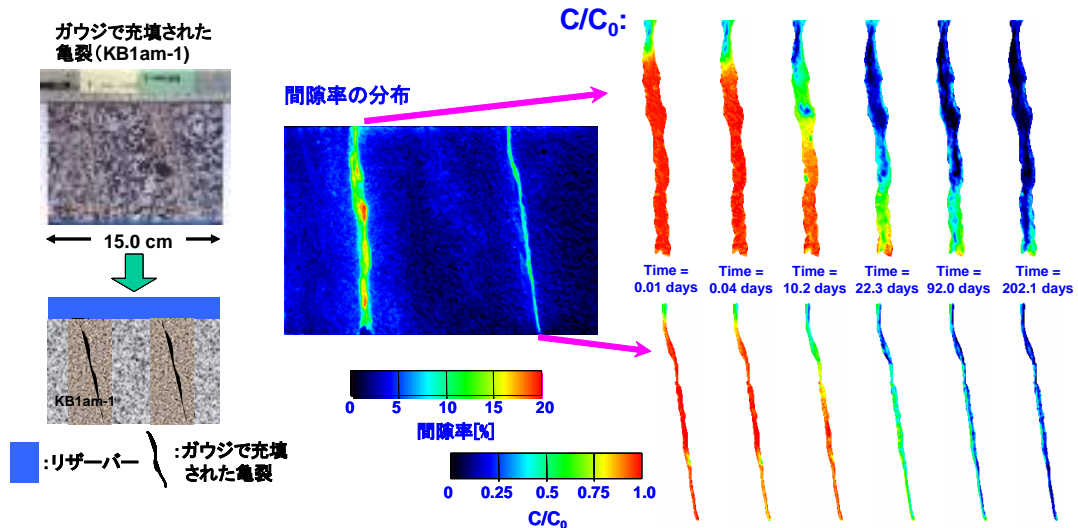 ガウジで充填された
亀裂(KB1am-1)
15.0 cm
KB1am-1
:リザーバー
:ガウジで充填
された亀裂
間隙率の分布
0 5 10 15 20
間隙率[%]
0 0.25 0.5 0.75 1.0
C/C₀
C/C₀:
Time = Time = Time = Time = Time = Time =
0.01 days 0.04 days 10.2 days 22.3 days 92.0 days 202.1 days